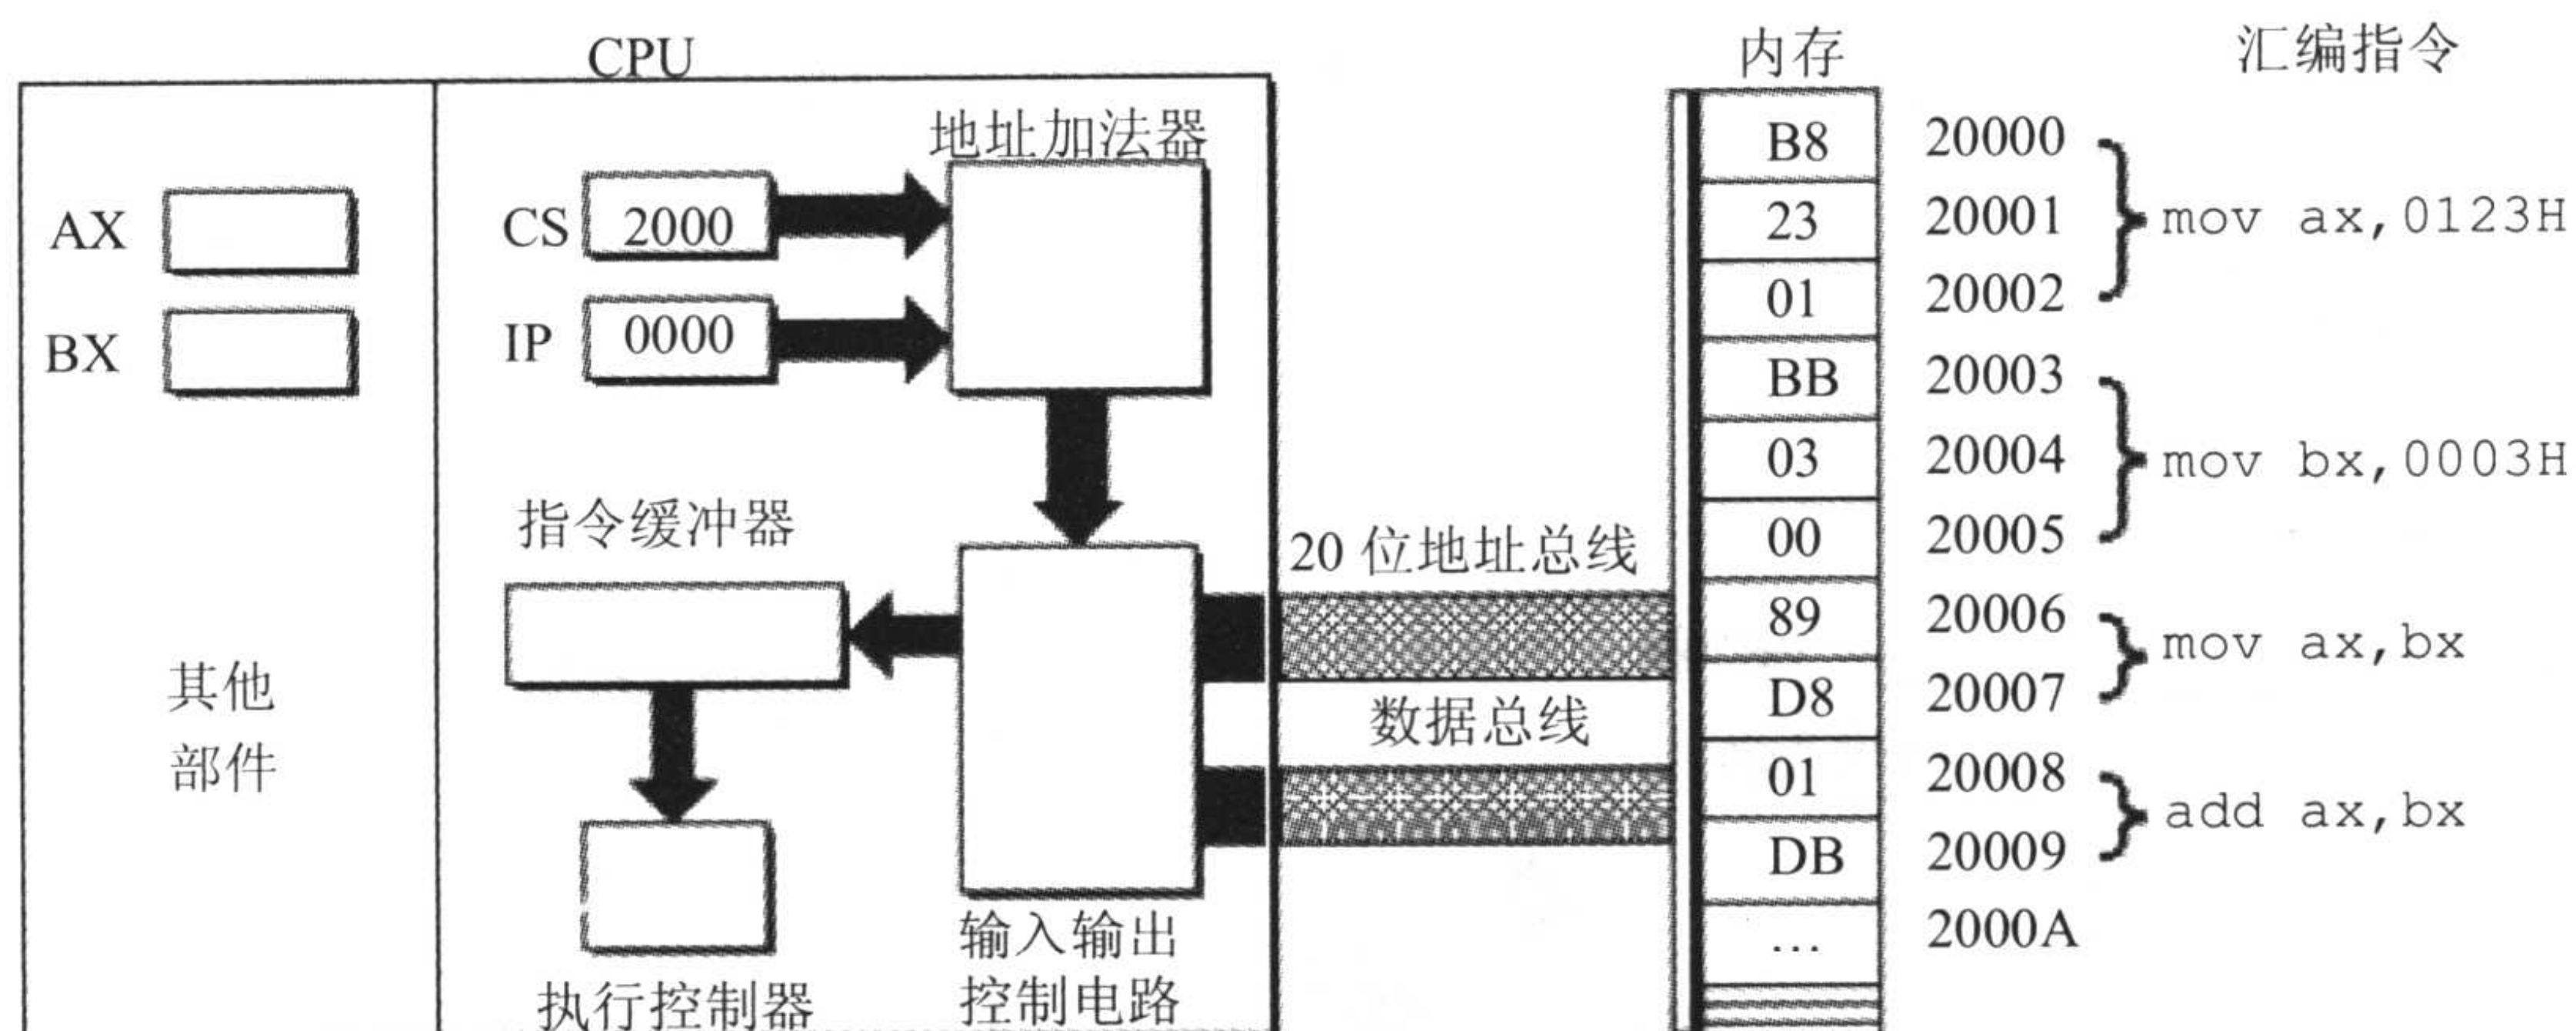 CPU
内存
汇编指令
地址加法器
AX
BX
CS
2000
IP
0000
指令缓冲器
其他
部件
执行控制器
输入输出
控制电路
20 位地址总线
数据总线
B8 20000
23 20001
01 20002
mov ax,0123H
BB 20003
03 20004
00 20005
mov bx,0003H
89 20006
D8 20007
mov ax,bx
01 20008
DB 20009
add ax,bx
… 2000A